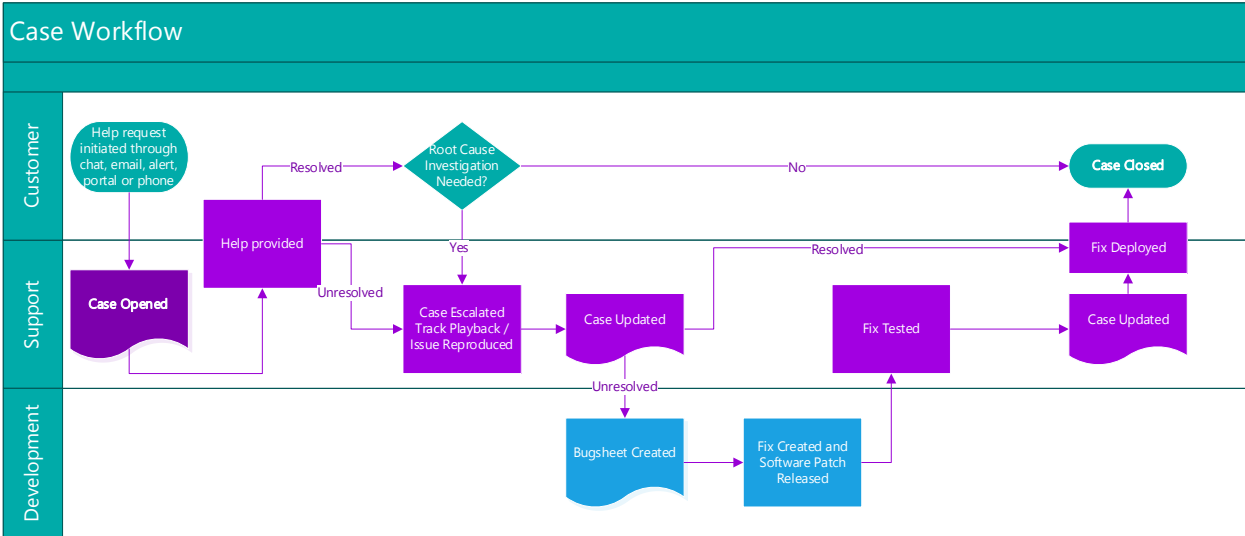 Case Workflow
Customer
Help request
initiated through
chat, email, alert,
portal or phone
Resolved
Root Cause
Investigation
Needed?
No
Case Closed
Help provided
Yes
Support
Case Opened
Unresolved
Case Escalated
Track Playback /
Issue Reproduced
Case Updated
Resolved
Fix Deployed
Fix Tested
Case Updated
Unresolved
Development
Bugsheet Created
Fix Created and
Software Patch
Released